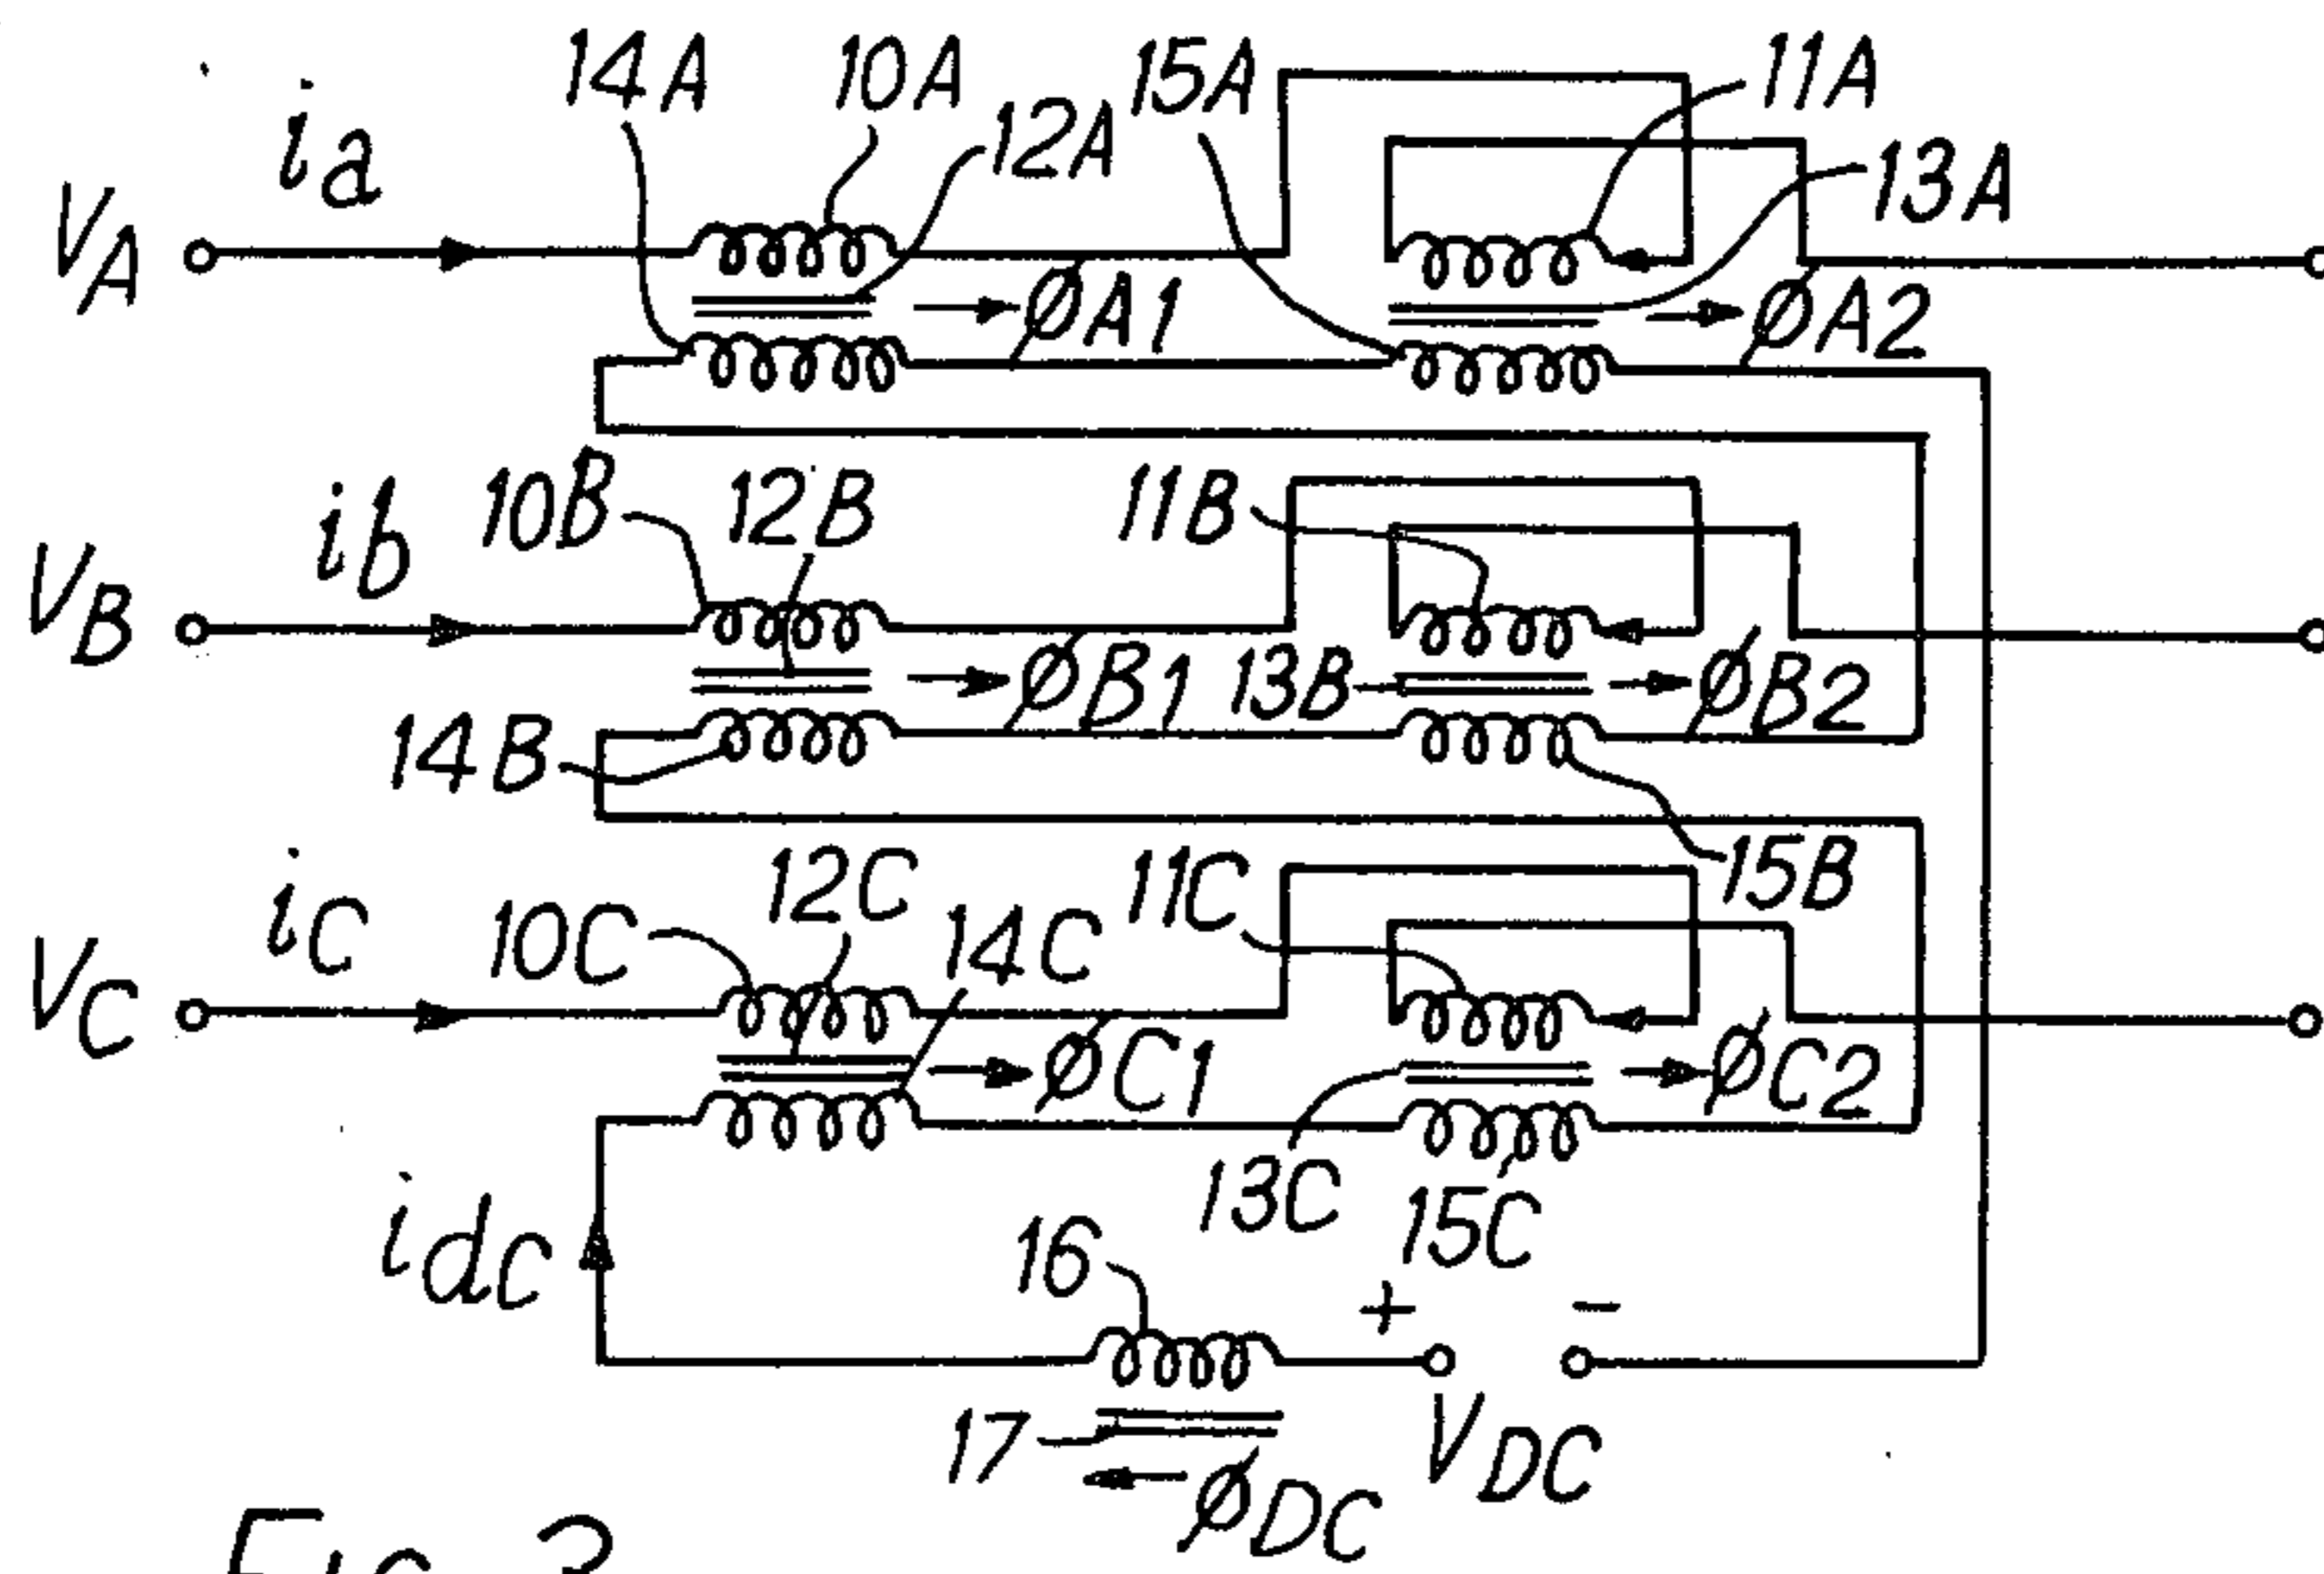 14A 10A 15A 11A
12A
13A
ia
VA
ØA1 ØA2
10B 12B 11B
ib
VB
ØB1 13B ØB2
14B
15B
12C 11C
ic 10C 14C
VC
ØC1 ØC2
13C 15C
idc 16
+ −
17 VDC
ØDC